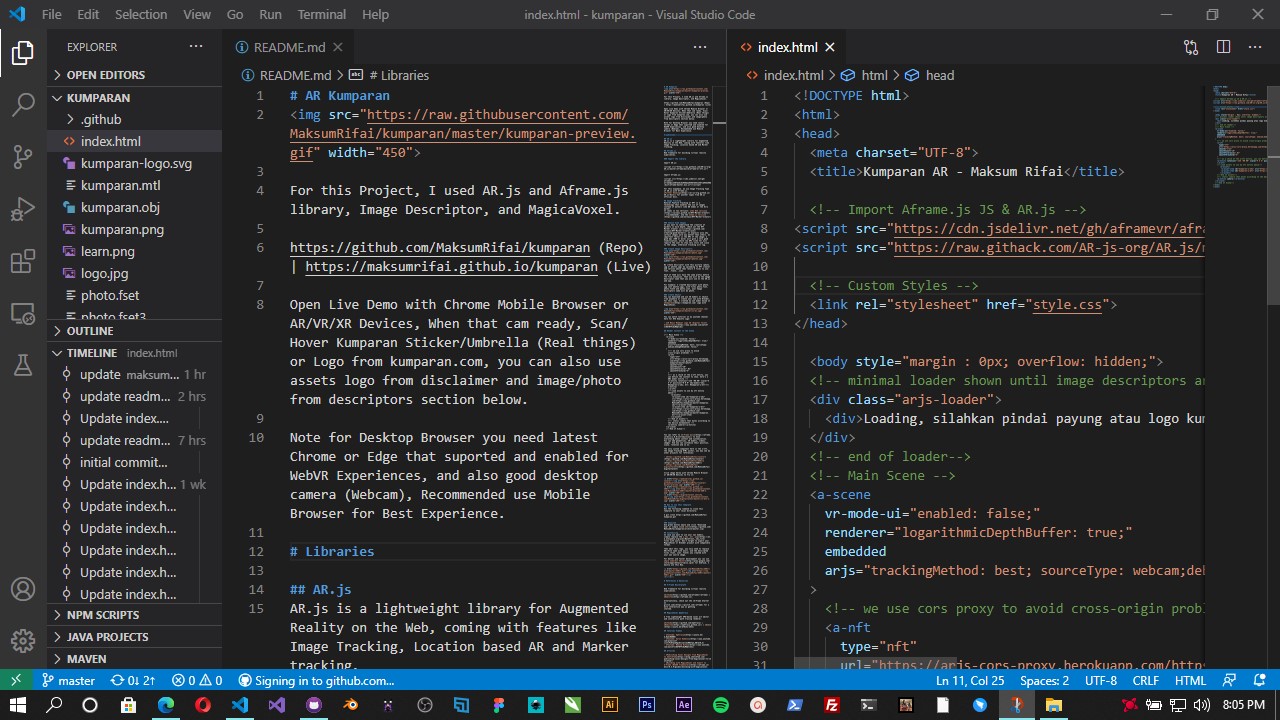 File Edit Selection View Go Run Terminal Help
index.html - kumparan - Visual Studio Code
EXPLORER
OPEN EDITORS
KUMPARAN
.github
index.html
kumparan-logo.svg
kumparan.mtl
kumparan.obj
kumparan.png
learn.png
logo.jpg
photo.fset
photo.fset3
OUTLINE
TIMELINE index.html
update maksum... 1 hr
update readm... 2 hrs
Update index....
update readm... 7 hrs
initial commit...
Update index.h... 1 wk
Update index.h...
Update index.h...
Update index.h...
Update index.h...
Update index.h...
NPM SCRIPTS
JAVA PROJECTS
MAVEN
README.md
README.md > # Libraries
1 # AR Kumparan
2 <img src="https://raw.githubusercontent.com/
MaksumRifai/kumparan/master/kumparan-preview.
gif" width="450">
3
4 For this Project, I used AR.js and Aframe.js
library, Image Descriptor, and MagicaVoxel.
5
6 https://github.com/MaksumRifai/kumparan (Repo)
| https://maksumrifai.github.io/kumparan (Live)
7
8 Open Live Demo with Chrome Mobile Browser or
AR/VR/XR Devices. When that cam ready, Scan/
Hover Kumparan Sticker/Umbrella (Real things)
or Logo from kumparan.com, you can also use
assets logo from disclaimer and image/photo
from descriptors section below.
9
10 Note for Desktop Browser you need latest
Chrome or Edge that suported and enabled for
WebVR Experiences, and also good desktop
camera (Webcam). Recommended use Mobile
Browser for Best Experience.
11
12 # Libraries
13
14 ## AR.js
15 AR.js is a lightweight library for Augmented
Reality on the Web, coming with features like
Image Tracking, Location based AR and Marker
tracking.
index.html
index.html > html > head
1 <!DOCTYPE html>
2 <html>
3 <head>
4 <meta charset="UTF-8">
5 <title>Kumparan AR - Maksum Rifai</title>
6
7 <!-- Import Aframe.js JS & AR.js -->
8 <script src="https://cdn.jsdelivr.net/gh/aframevr/afra
9 <script src="https://raw.githack.com/AR-js-org/AR.js/m
10
11 <!-- Custom Styles -->
12 <link rel="stylesheet" href="style.css">
13 </head>
14
15 <body style="margin : 0px; overflow: hidden;">
16 <!-- minimal loader shown until image descriptors ar
17 <div class="arjs-loader">
18 <div>Loading, silahkan pindai payung atau logo ku
19 </div>
20 <!-- end of loader-->
21 <!-- Main Scene -->
22 <a-scene
23 vr-mode-ui="enabled: false;"
24 renderer="logarithmicDepthBuffer: true;"
25 embedded
26 arjs="trackingMethod: best; sourceType: webcam;deb
27 >
28 <!-- we use cors proxy to avoid cross-origin prob
29 <a-nft
30 type="nft"
31 url="https://arjs-cors-proxy.herokuapp.com/https
master 0↓ 2↑ 0 0 Signing in to github.com...
Ln 11, Col 25 Spaces: 2 UTF-8 CRLF HTML
Ai Ps Ae
8:05 PM